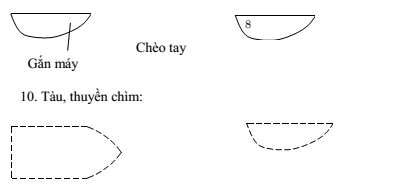 8
Chèo tay
Gắn máy
10. Tàu, thuyền chìm: